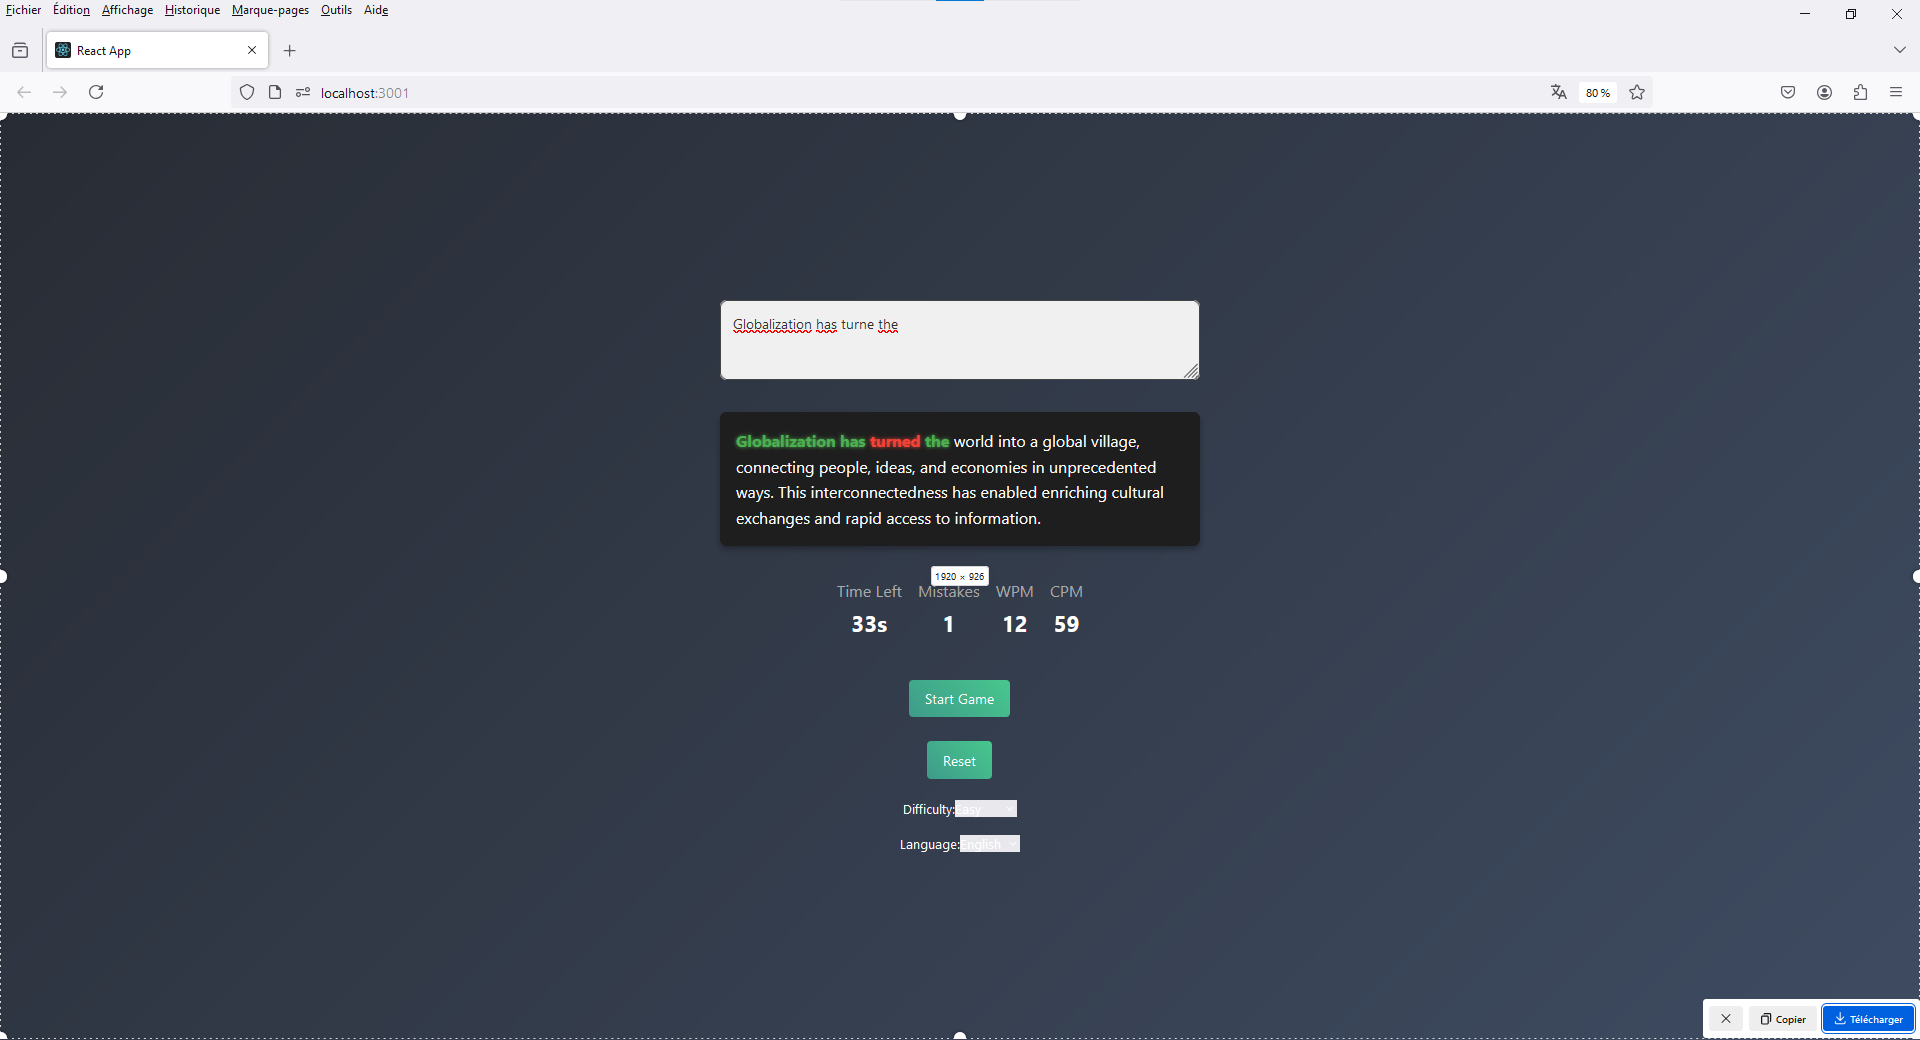 Fichier Édition Affichage Historique Marque-pages Outils Aide
React App
localhost:3001
80 %
Globalization has turne the
Globalization has turned the world into a global village,
connecting people, ideas, and economies in unprecedented
ways. This interconnectedness has enabled enriching cultural
exchanges and rapid access to information.
1920 × 926
Time Left Mistakes WPM CPM
33s 1 12 59
Start Game
Reset
Difficulty: Easy
Language: English
Copier Télécharger